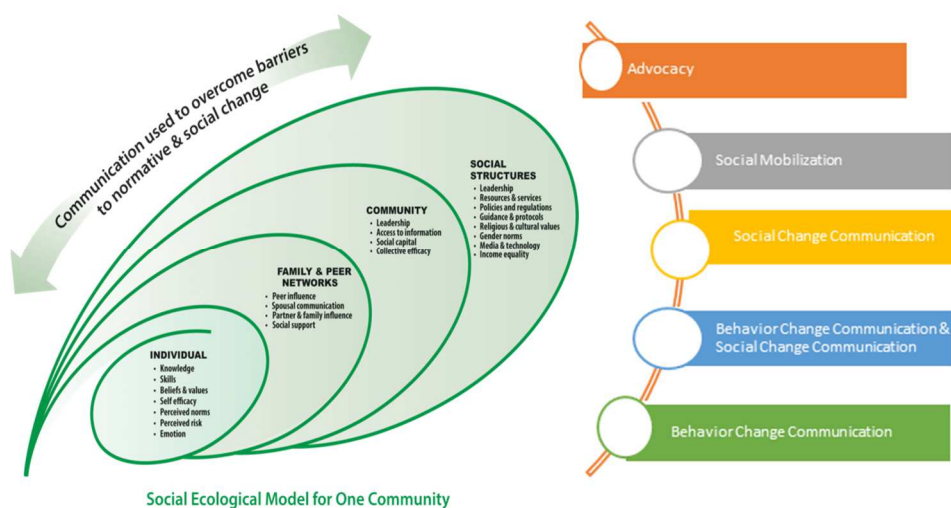 Communication used to overcome barriers
to normative & social change
SOCIAL
STRUCTURES
• Leadership
• Resources & services
• Policies and regulations
• Guidance & protocols
• Religious & cultural values
• Gender norms
• Media & technology
• Income equality
COMMUNITY
• Leadership
• Access to information
• Social capital
• Collective efficacy
FAMILY & PEER
NETWORKS
• Peer influence
• Spousal communication
• Partner & family influence
• Social support
INDIVIDUAL
• Knowledge
• Skills
• Beliefs & values
• Self efficacy
• Perceived norms
• Perceived risk
• Emotion
Social Ecological Model for One Community
Advocacy
Social Mobilization
Social Change Communication
Behavior Change Communication &
Social Change Communication
Behavior Change Communication